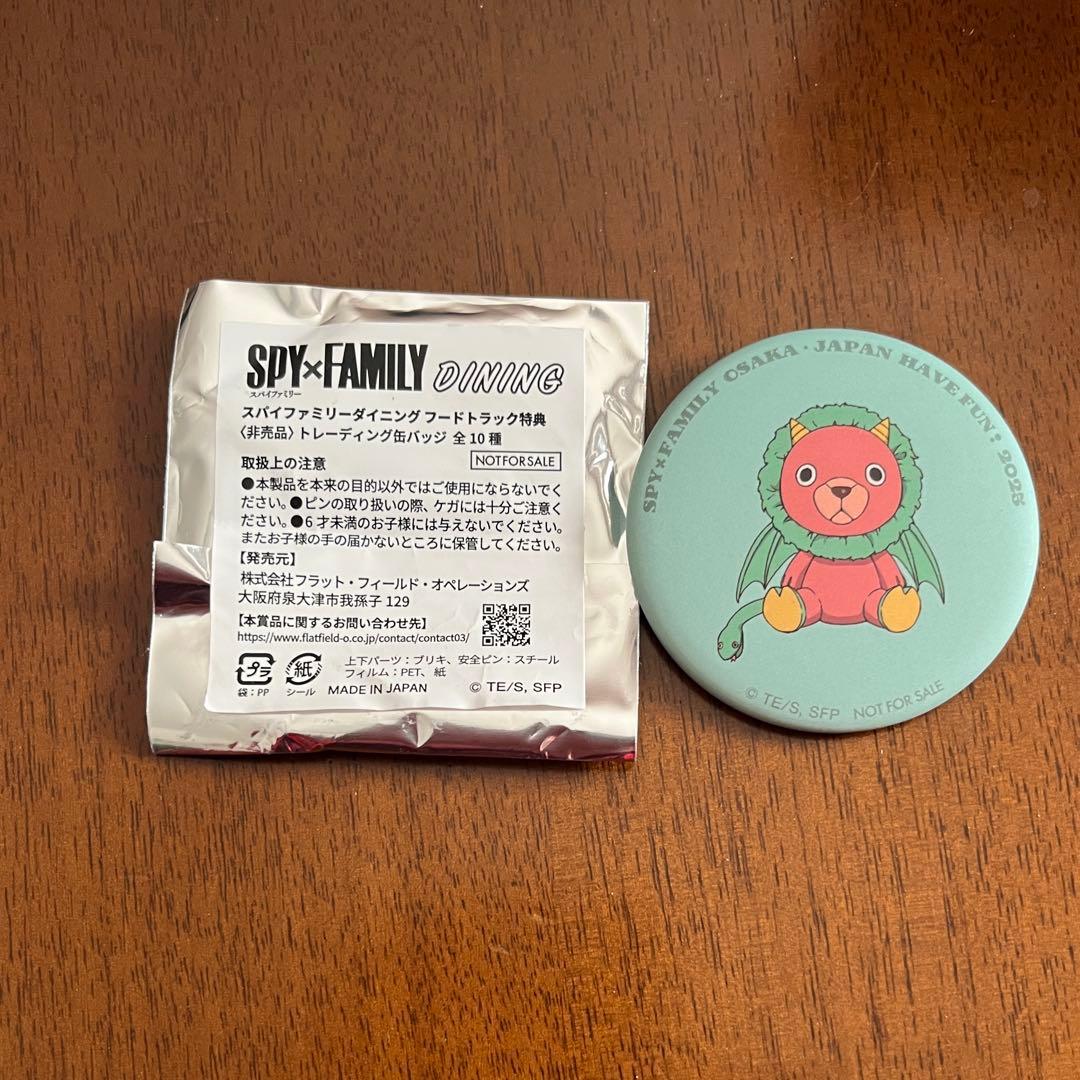 SPY×FAMILY DINING
スパイファミリー
スパイファミリーダイニング フードトラック特典
〈非売品〉トレーディング缶バッジ 全10種
取扱上の注意
NOT FOR SALE
●本製品を本来の目的以外ではご使用にならないでく
ださい。●ピンの取り扱いの際、ケガには十分ご注意く
ださい。●6才未満のお子様には与えないでください。
またお子様の手の届かないところに保管してください。
【発売元】
株式会社フラット・フィールド・オペレーションズ
大阪府泉大津市我孫子129
【本賞品に関するお問い合わせ先】
https://www.flatfield-o.co.jp/contact/contact03/
プラ
紙
上下パーツ：ブリキ、安全ピン：スチール
フィルム：PET、紙
袋：PP
シール
MADE IN JAPAN
© TE/S, SFP
SPY×FAMILY OSAKA・JAPAN HAVE FUN! 2025
© TE/S, SFP NOT FOR SALE